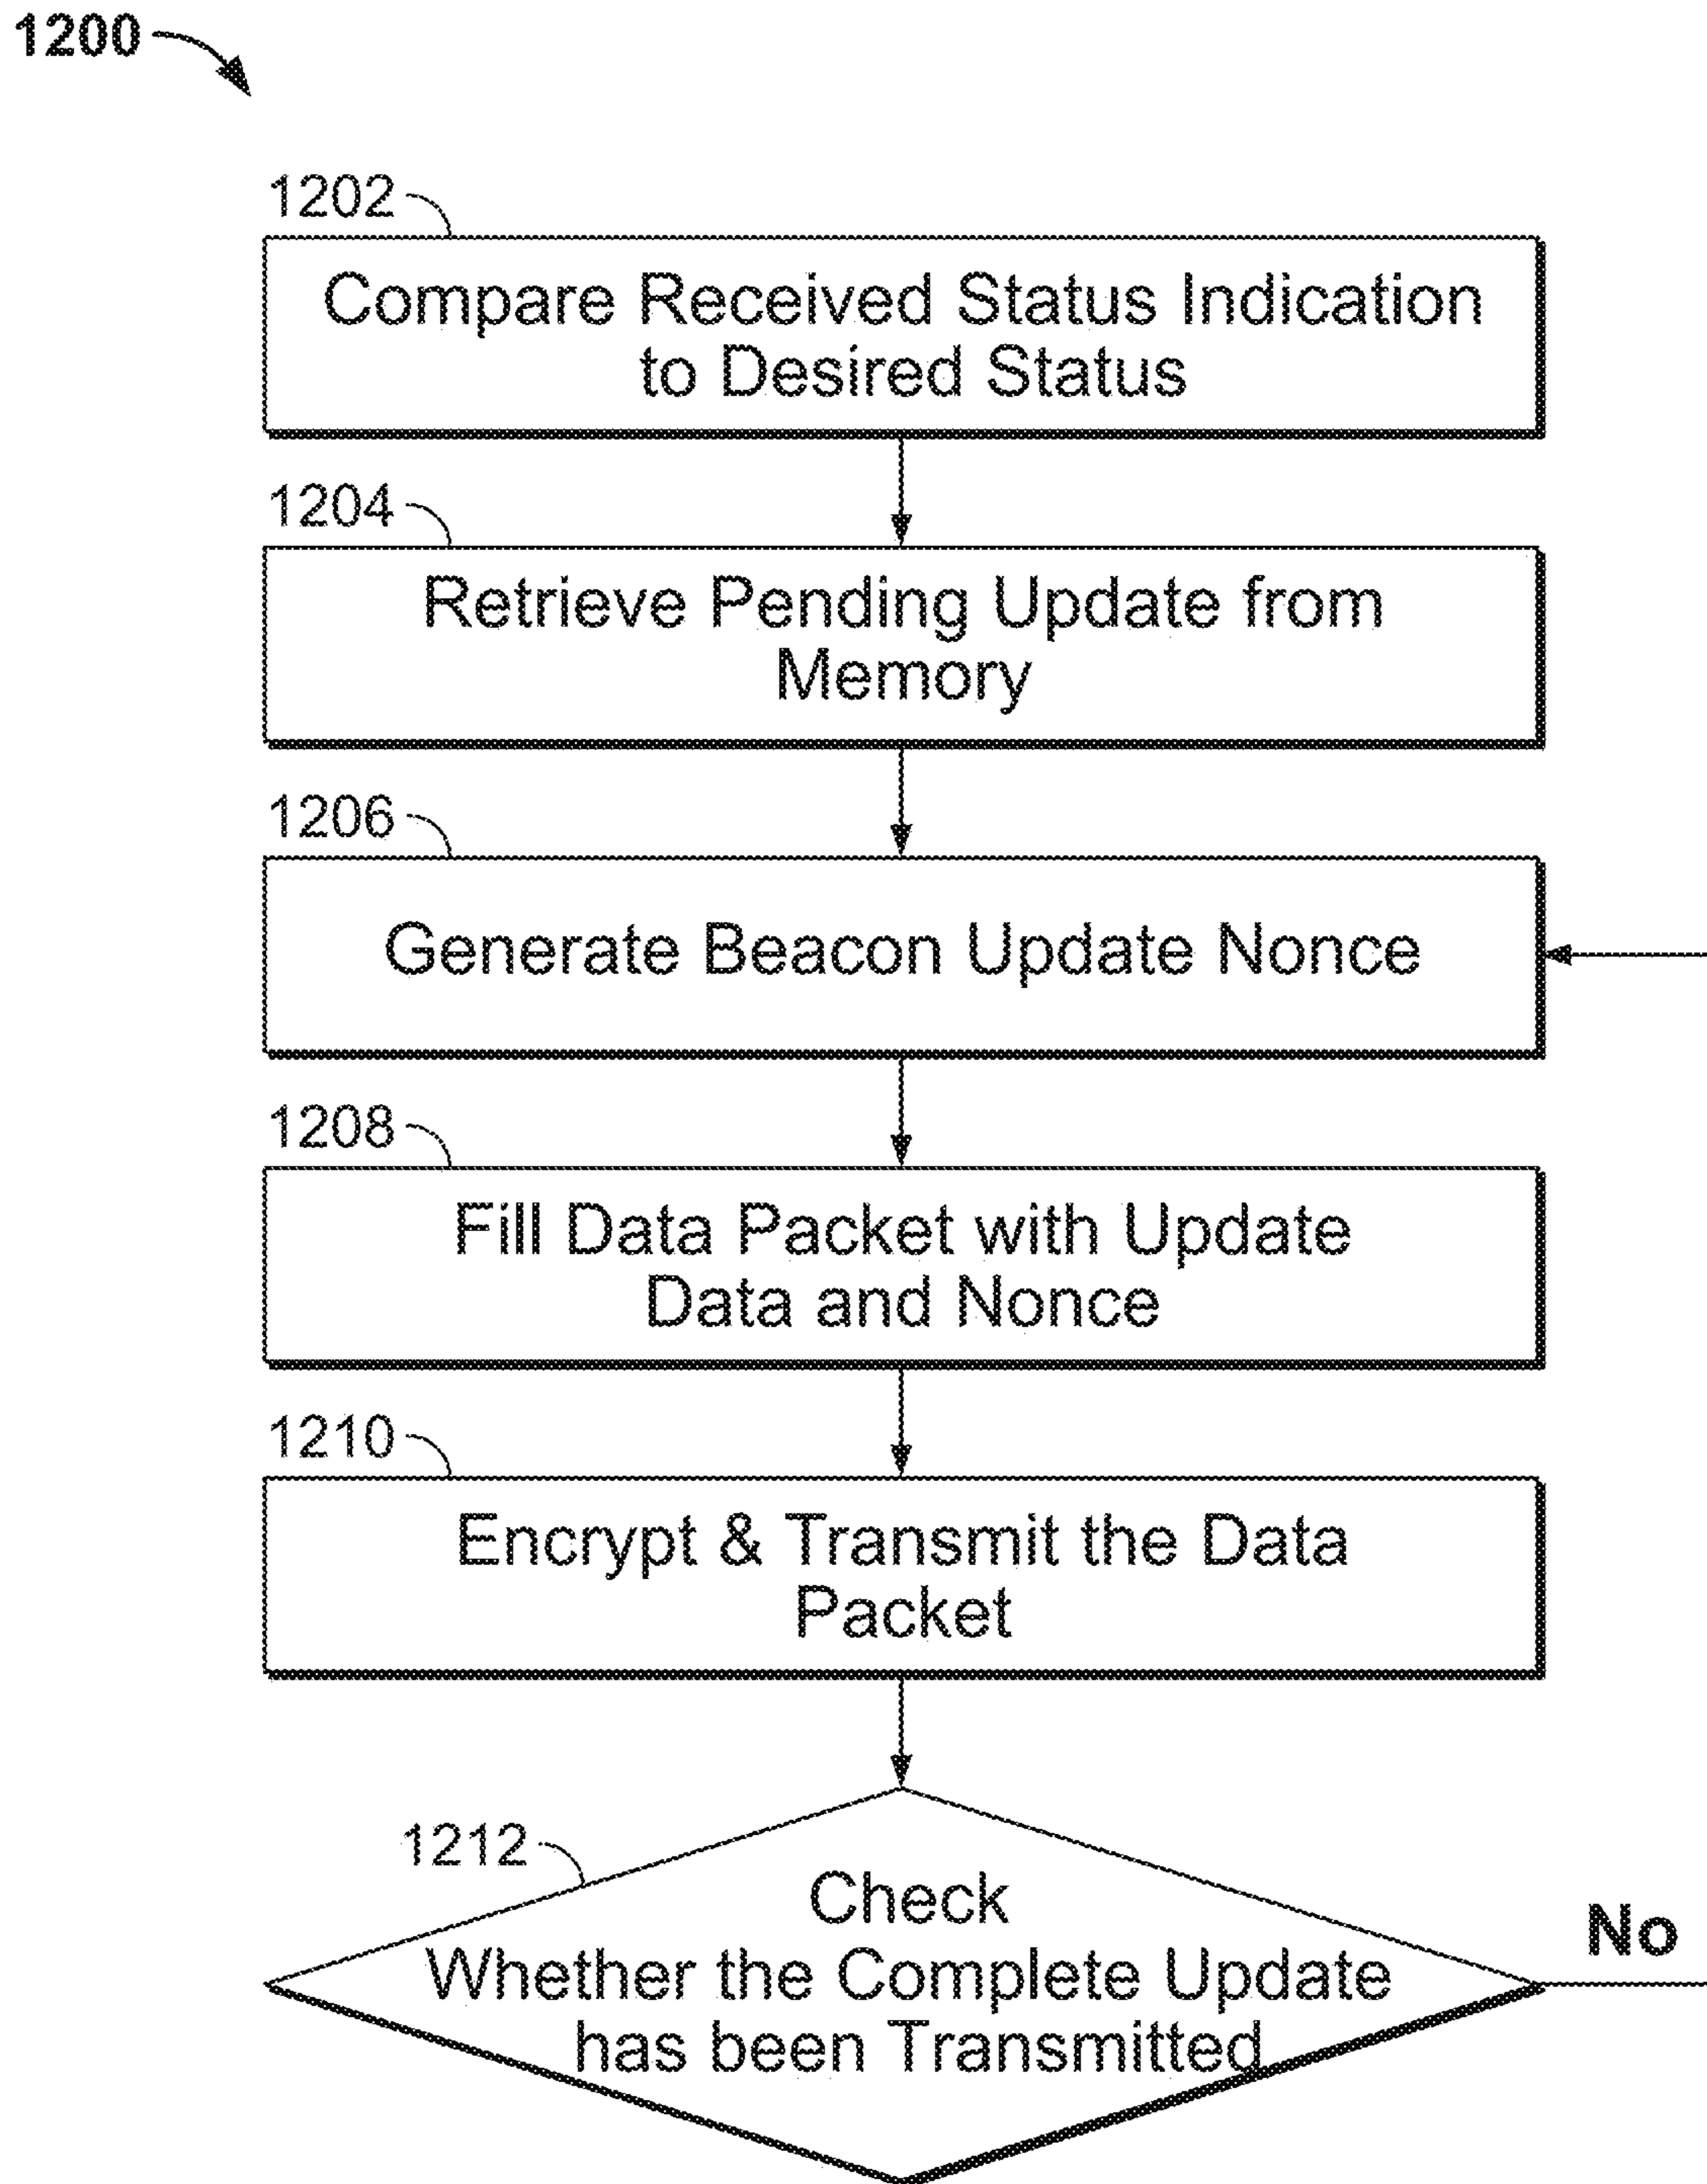 1200
1202
Compare Received Status Indication
to Desired Status
1204
Retrieve Pending Update from
Memory
1206
Generate Beacon Update Nonce
1208
Fill Data Packet with Update
Data and Nonce
1210
Encrypt & Transmit the Data
Packet
1212
Check
Whether the Complete Update
has been Transmitted
No